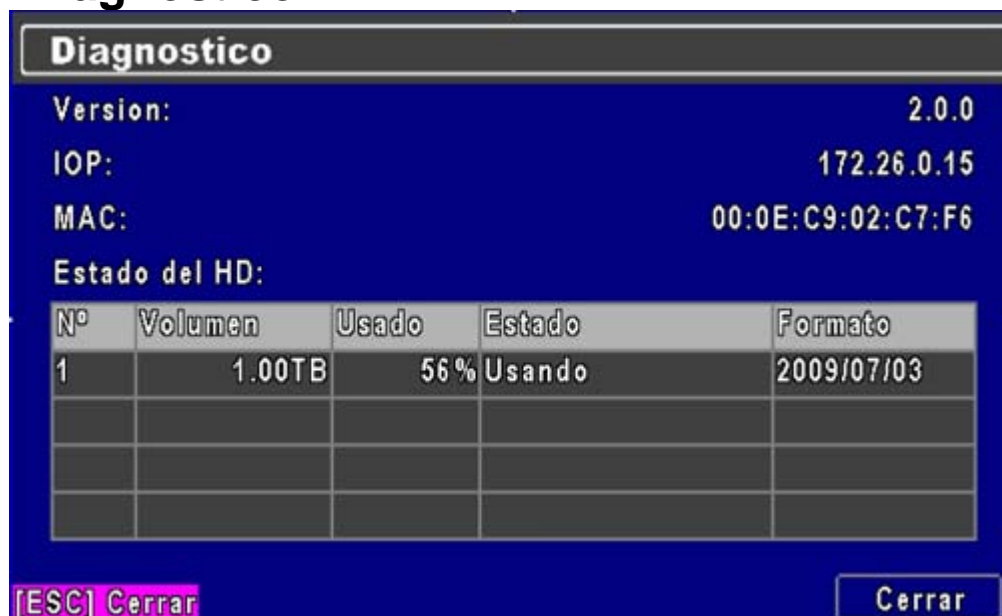 Diagnostico
Version: 2.0.0
IOP: 172.26.0.15
MAC: 00:0E:C9:02:C7:F6
Estado del HD:
Nº Volumen Usado Estado Formato
1 1.00TB 56% Usando 2009/07/03
[ESC] Cerrar Cerrar